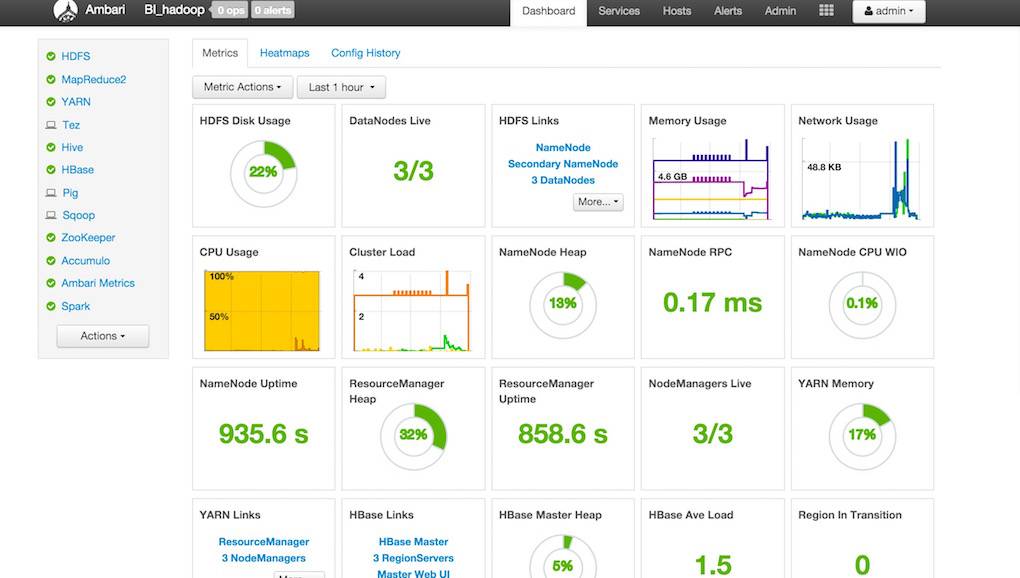 Ambari BI_hadoop 0 ops 0 alerts Dashboard Services Hosts Alerts Admin admin
HDFS
MapReduce2
YARN
Tez
Hive
HBase
Pig
Sqoop
ZooKeeper
Accumulo
Ambari Metrics
Spark
Actions
Metrics Heatmaps Config History
Metric Actions Last 1 hour
HDFS Disk Usage
22%
DataNodes Live
3/3
HDFS Links
NameNode
Secondary NameNode
3 DataNodes
More...
Memory Usage
4.6 GB
Network Usage
48.8 KB
CPU Usage
100%
50%
Cluster Load
4
2
NameNode Heap
13%
NameNode RPC
0.17 ms
NameNode CPU WIO
0.1%
NameNode Uptime
935.6 s
ResourceManager
Heap
32%
ResourceManager
Uptime
858.6 s
NodeManagers Live
3/3
YARN Memory
17%
YARN Links
ResourceManager
3 NodeManagers
HBase Links
HBase Master
3 RegionServers
Master Web UI
HBase Master Heap
5%
HBase Ave Load
1.5
Region In Transition
0